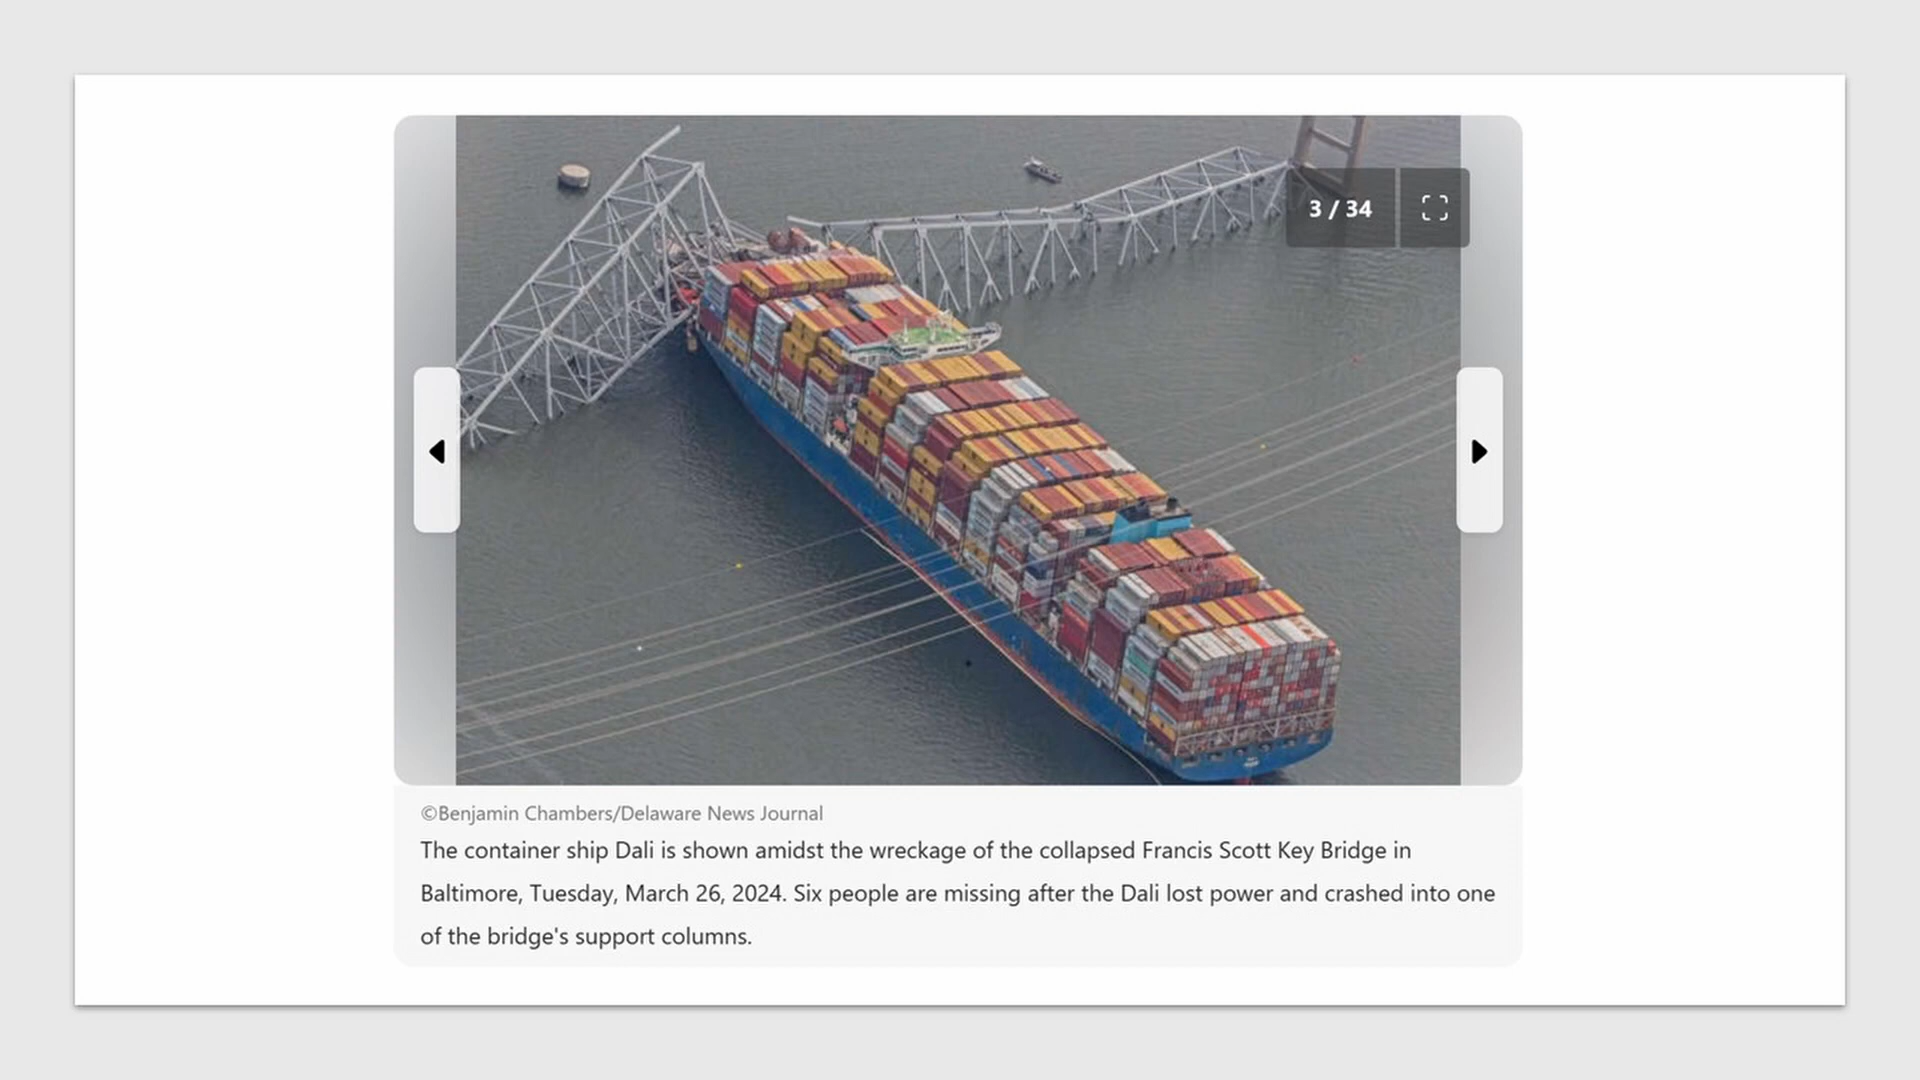 3 / 34
©Benjamin Chambers/Delaware News Journal
The container ship Dali is shown amidst the wreckage of the collapsed Francis Scott Key Bridge in
Baltimore, Tuesday, March 26, 2024. Six people are missing after the Dali lost power and crashed into one
of the bridge's support columns.